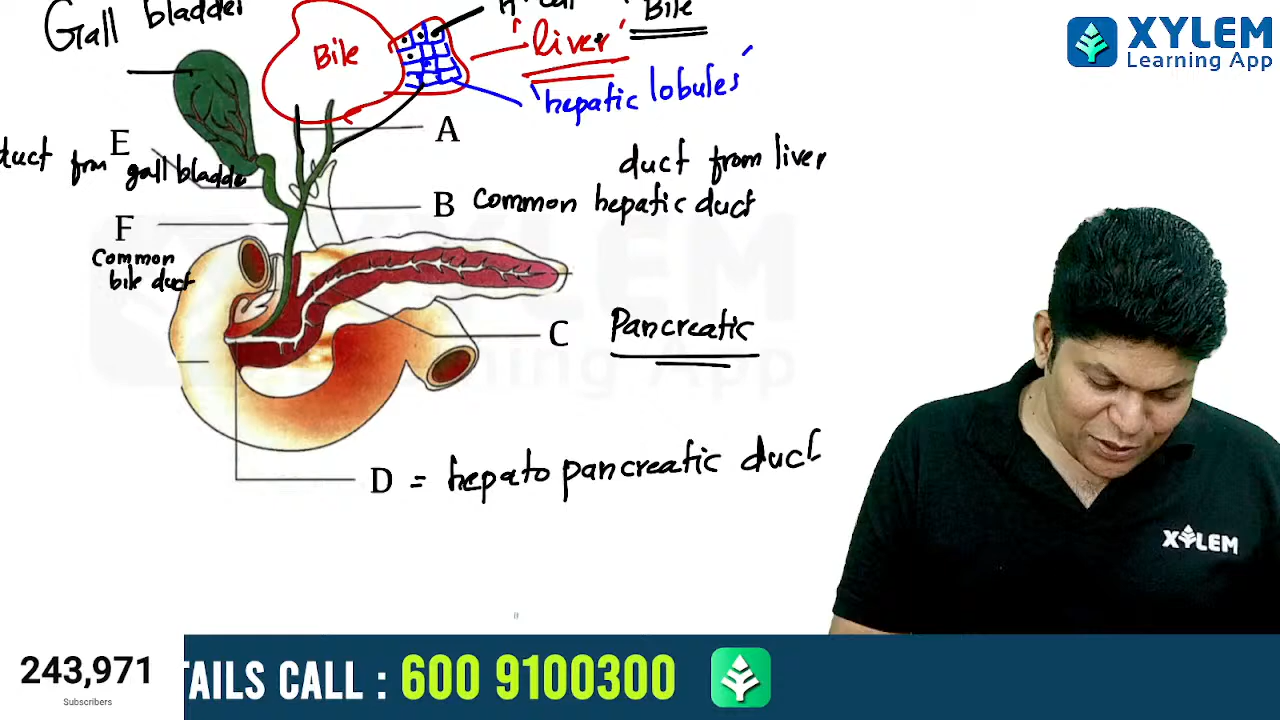 Gall bladder
Bile
Bile
'liver'
'hepatic lobules'
XYLEM
Learning App
A
E
duct from
gall bladder
duct from liver
B Common hepatic duct
F
Common
bile duct
C Pancreatic
D = hepato pancreatic duct
XYLEM
243,971
Subscribers
TAILS CALL : 600 9100300